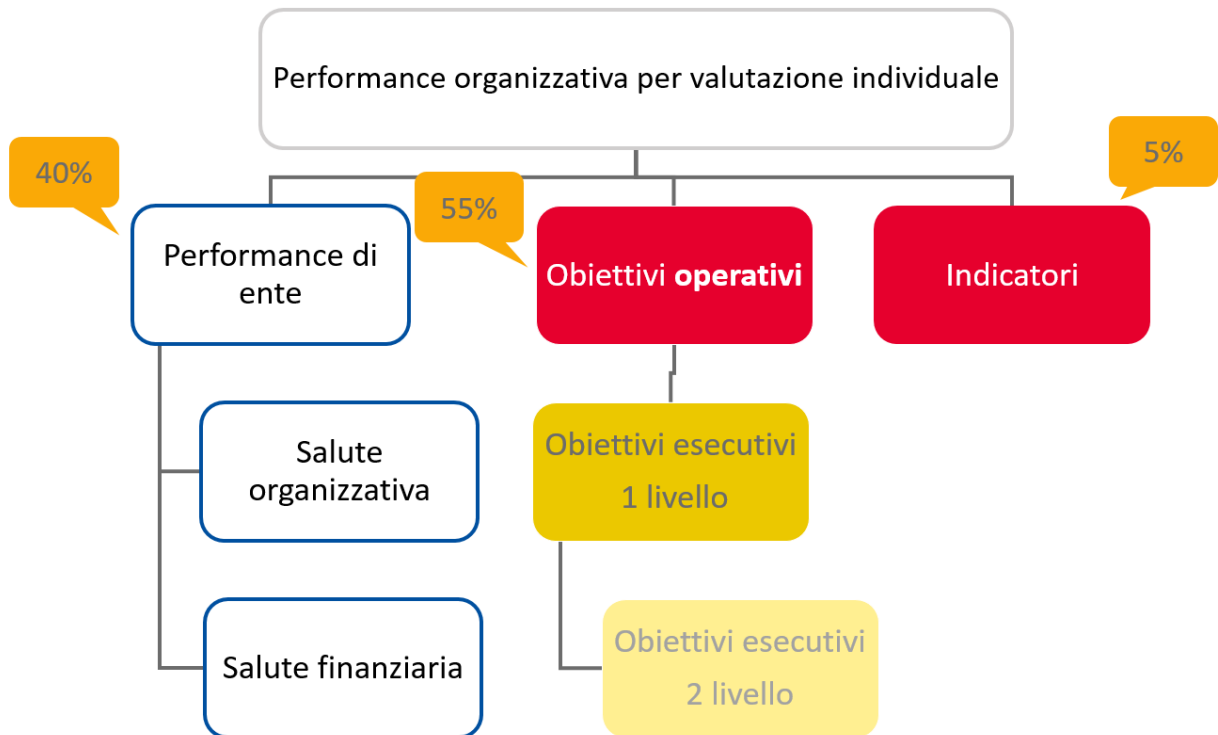 Performance organizzativa per valutazione individuale
40%
55%
5%
Performance di
ente
Obiettivi operativi
Indicatori
Salute
organizzativa
Obiettivi esecutivi
1 livello
Salute finanziaria
Obiettivi esecutivi
2 livello